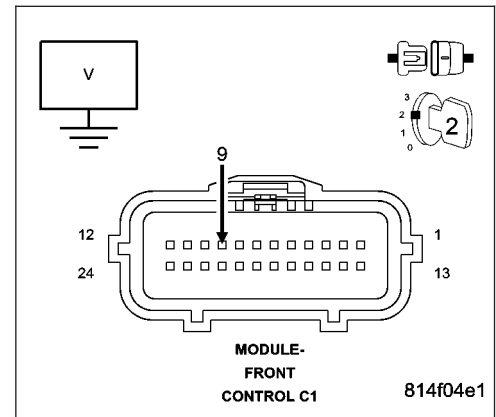 V
3
2
1
0
2
9
12
1
24
13
MODULE-
FRONT
CONTROL C1
814f04e1